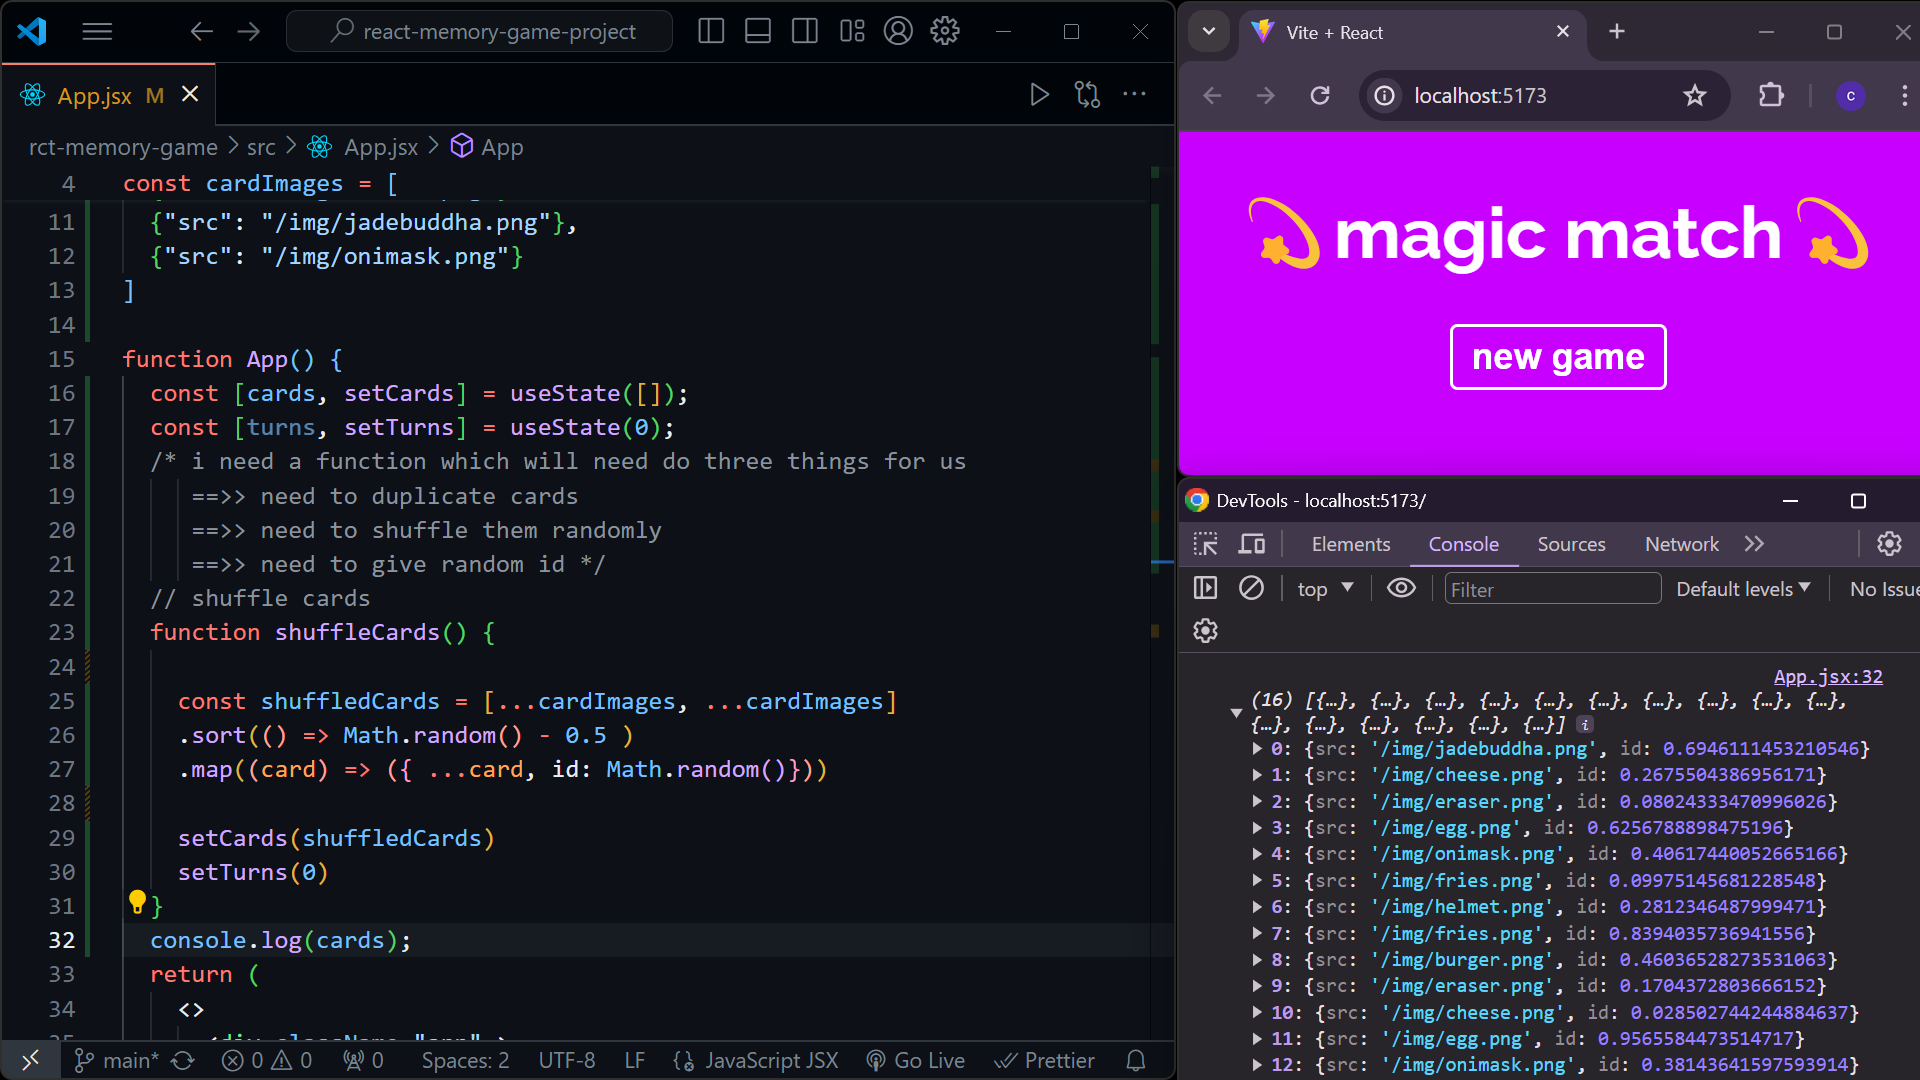 react-memory-game-project
App.jsx M
rct-memory-game > src > App.jsx > App
4 const cardImages = [
11 {"src": "/img/jadebuddha.png"},
12 {"src": "/img/onimask.png"}
13 ]
14
15 function App() {
16 const [cards, setCards] = useState([]);
17 const [turns, setTurns] = useState(0);
18 /* i need a function which will need do three things for us
19 ==>> need to duplicate cards
20 ==>> need to shuffle them randomly
21 ==>> need to give random id */
22 // shuffle cards
23 function shuffleCards() {
24
25 const shuffledCards = [...cardImages, ...cardImages]
26 .sort(() => Math.random() - 0.5 )
27 .map((card) => ({ ...card, id: Math.random()}))
28
29 setCards(shuffledCards)
30 setTurns(0)
31 }
32 console.log(cards);
33 return (
34 <>
main* 0 0 0 Spaces: 2 UTF-8 LF {} JavaScript JSX Go Live Prettier
Vite + React
localhost:5173
c
magic match
new game
DevTools - localhost:5173/
Elements Console Sources Network
top Filter Default levels No Issue
App.jsx:32
(16) [{…}, {…}, {…}, {…}, {…}, {…}, {…}, {…}, {…}, {…},
{…}, {…}, {…}, {…}, {…}, {…}] i
0: {src: '/img/jadebuddha.png', id: 0.6946111453210546}
1: {src: '/img/cheese.png', id: 0.2675504386956171}
2: {src: '/img/eraser.png', id: 0.08024333470996026}
3: {src: '/img/egg.png', id: 0.6256788898475196}
4: {src: '/img/onimask.png', id: 0.40617440052665166}
5: {src: '/img/fries.png', id: 0.09975145681228548}
6: {src: '/img/helmet.png', id: 0.2812346487999471}
7: {src: '/img/fries.png', id: 0.8394035736941556}
8: {src: '/img/burger.png', id: 0.46036528273531063}
9: {src: '/img/eraser.png', id: 0.1704372803666152}
10: {src: '/img/cheese.png', id: 0.028502744244884637}
11: {src: '/img/egg.png', id: 0.9565584473514717}
12: {src: '/img/onimask.png', id: 0.3814364159759­3914}